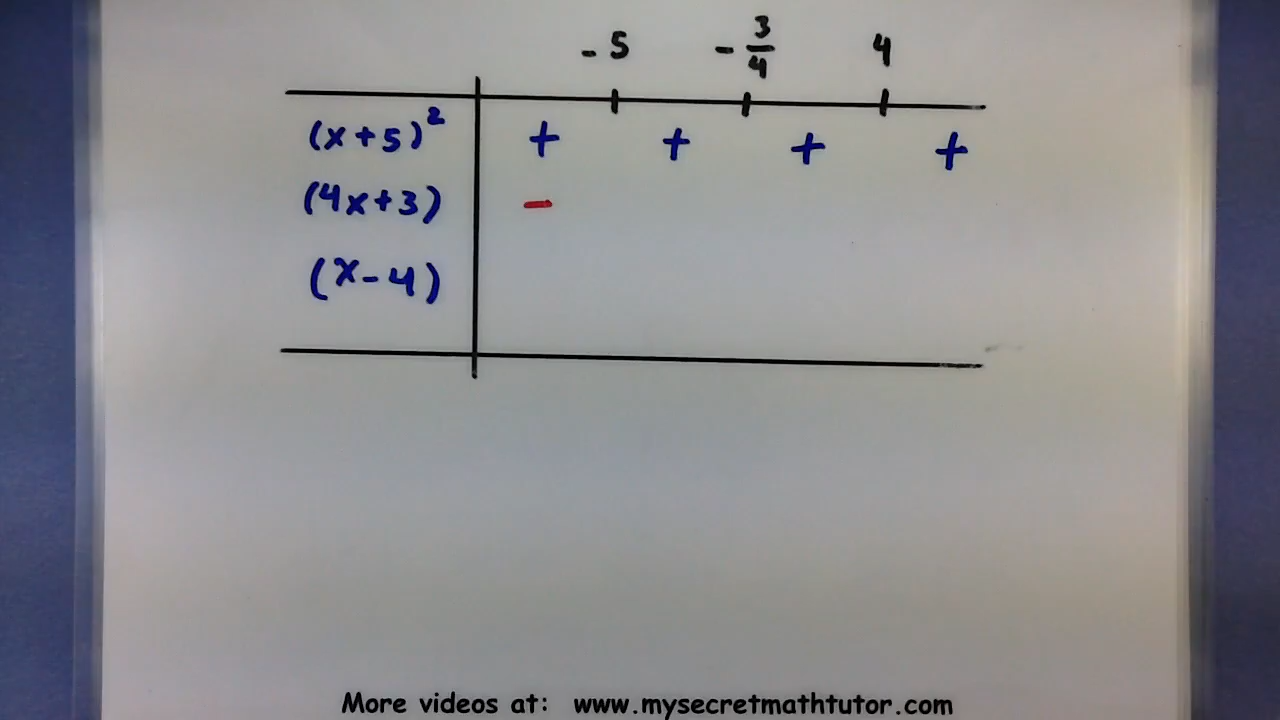 -5 -3/4 4
(x+5)² + + + +
(4x+3) -
(x-4)
More videos at: www.mysecretmathtutor.com